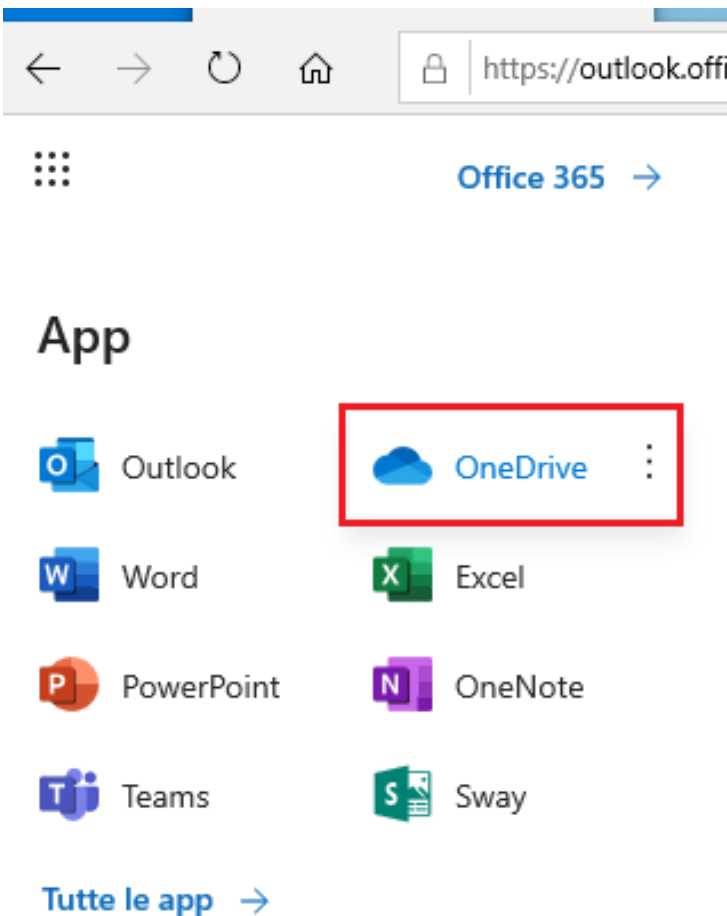 https://outlook.offi
Office 365
App
Outlook
OneDrive
Word
Excel
PowerPoint
OneNote
Teams
Sway
Tutte le app